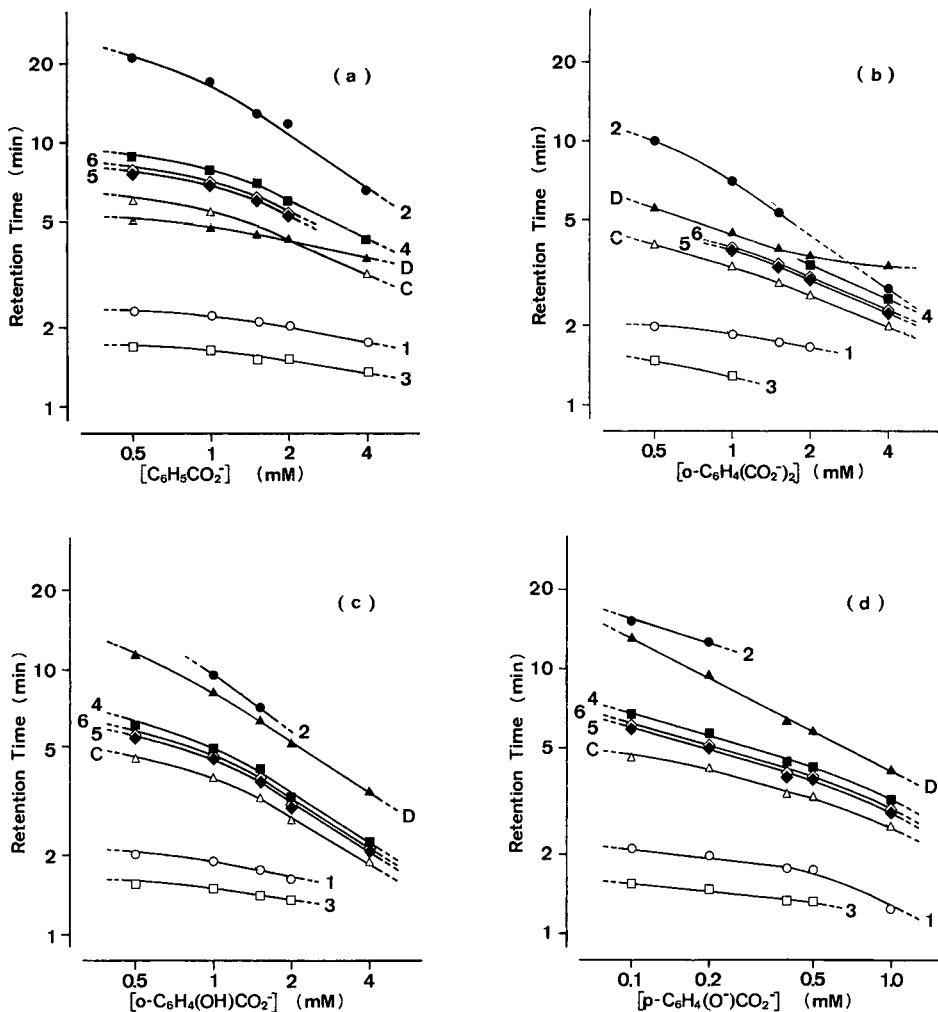 ( a )
Retention Time (min)
20
10
5
2
1
6
5
2
4
D
C
1
3
0.5 1 2 4
[C₆H₅CO₂⁻] (mM)
( b )
Retention Time (min)
20
10
5
2
1
2
D
6
5
C
4
1
3
0.5 1 2 4
[o-C₆H₄(CO₂⁻)₂] (mM)
( c )
Retention Time (min)
20
10
5
2
1
4
6
5
C
2
D
1
3
0.5 1 2 4
[o-C₆H₄(OH)CO₂⁻] (mM)
( d )
Retention Time (min)
20
10
5
2
1
4
6
5
C
2
D
3
1
0.1 0.2 0.5 1.0
[p-C₆H₄(O⁻)CO₂⁻] (mM)